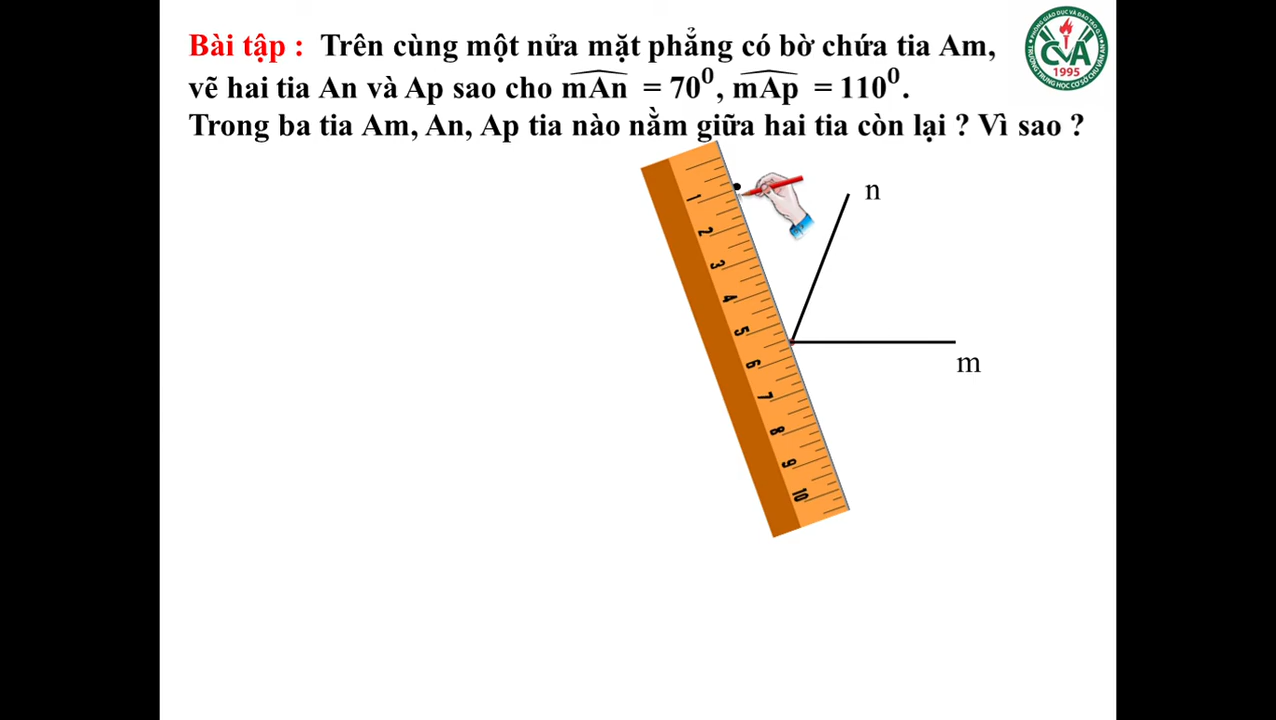 Bài tập : Trên cùng một nửa mặt phẳng có bờ chứa tia Am,
vẽ hai tia An và Ap sao cho mAn = 70⁰, mAp = 110⁰.
Trong ba tia Am, An, Ap tia nào nằm giữa hai tia còn lại ? Vì sao ?
n
m
1
2
3
4
5
6
7
8
9
10
CVA
1995